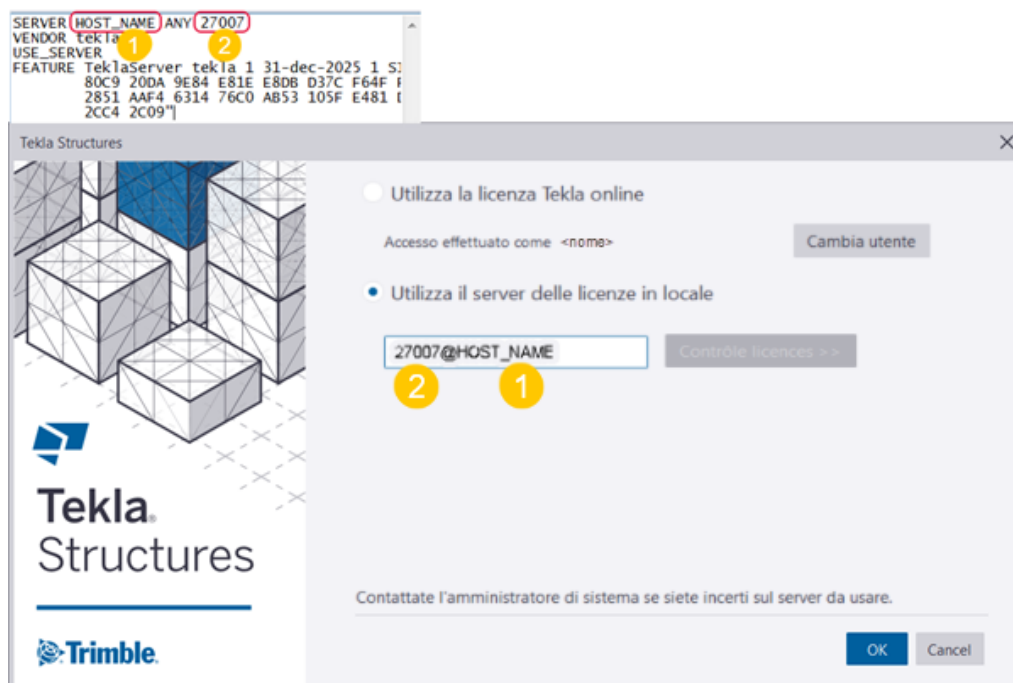 SERVER HOST_NAME ANY 27007
VENDOR tekla
1
2
USE_SERVER
FEATURE TeklaServer tekla 1 31-dec-2025 1
80C9 20DA 9E84 E81E E8DB D37C F64F
2851 AAF4 6314 76C0 AB53 105F E481
2CC4 2C09"
Tekla Structures
Utilizza la licenza Tekla online
Accesso effettuato come <nome>
Cambia utente
Utilizza il server delle licenze in locale
27007@HOST_NAME
Contrôle licences >>
2
1
Tekla®
Structures
Contattate l'amministratore di sistema se siete incerti sul server da usare.
Trimble.
OK
Cancel